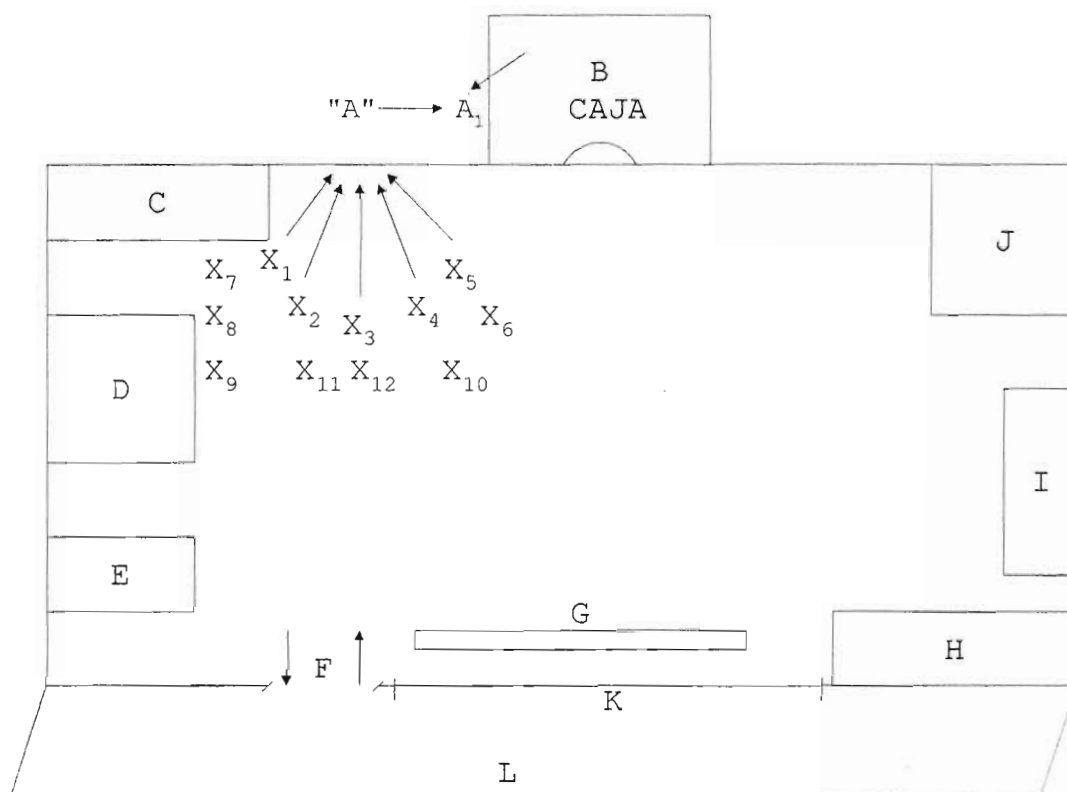 B
"A" A₁ CAJA
C
J
X₇ X₁ X₅
X₈ X₂ X₃ X₄ X₆
D X₉ X₁₁ X₁₂ X₁₀
I
E
G
F H
K
L